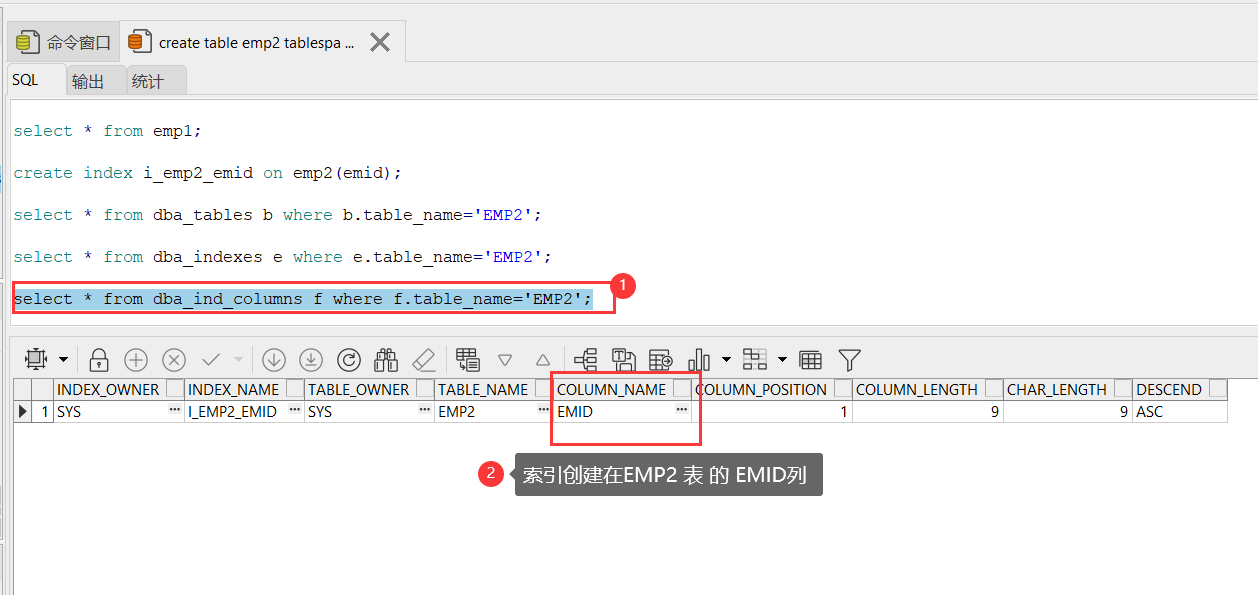 命令窗口
create table emp2 tablespa ...
SQL
输出
统计
select * from emp1;
create index i_emp2_emid on emp2(emid);
select * from dba_tables b where b.table_name='EMP2';
select * from dba_indexes e where e.table_name='EMP2';
select * from dba_ind_columns f where f.table_name='EMP2';
1
INDEX_OWNER INDEX_NAME TABLE_OWNER TABLE_NAME COLUMN_NAME COLUMN_POSITION COLUMN_LENGTH CHAR_LENGTH DESCEND
1 SYS ... I_EMP2_EMID ... SYS ... EMP2 ... EMID ... 1 9 9 ASC
2
索引创建在EMP2 表 的 EMID列